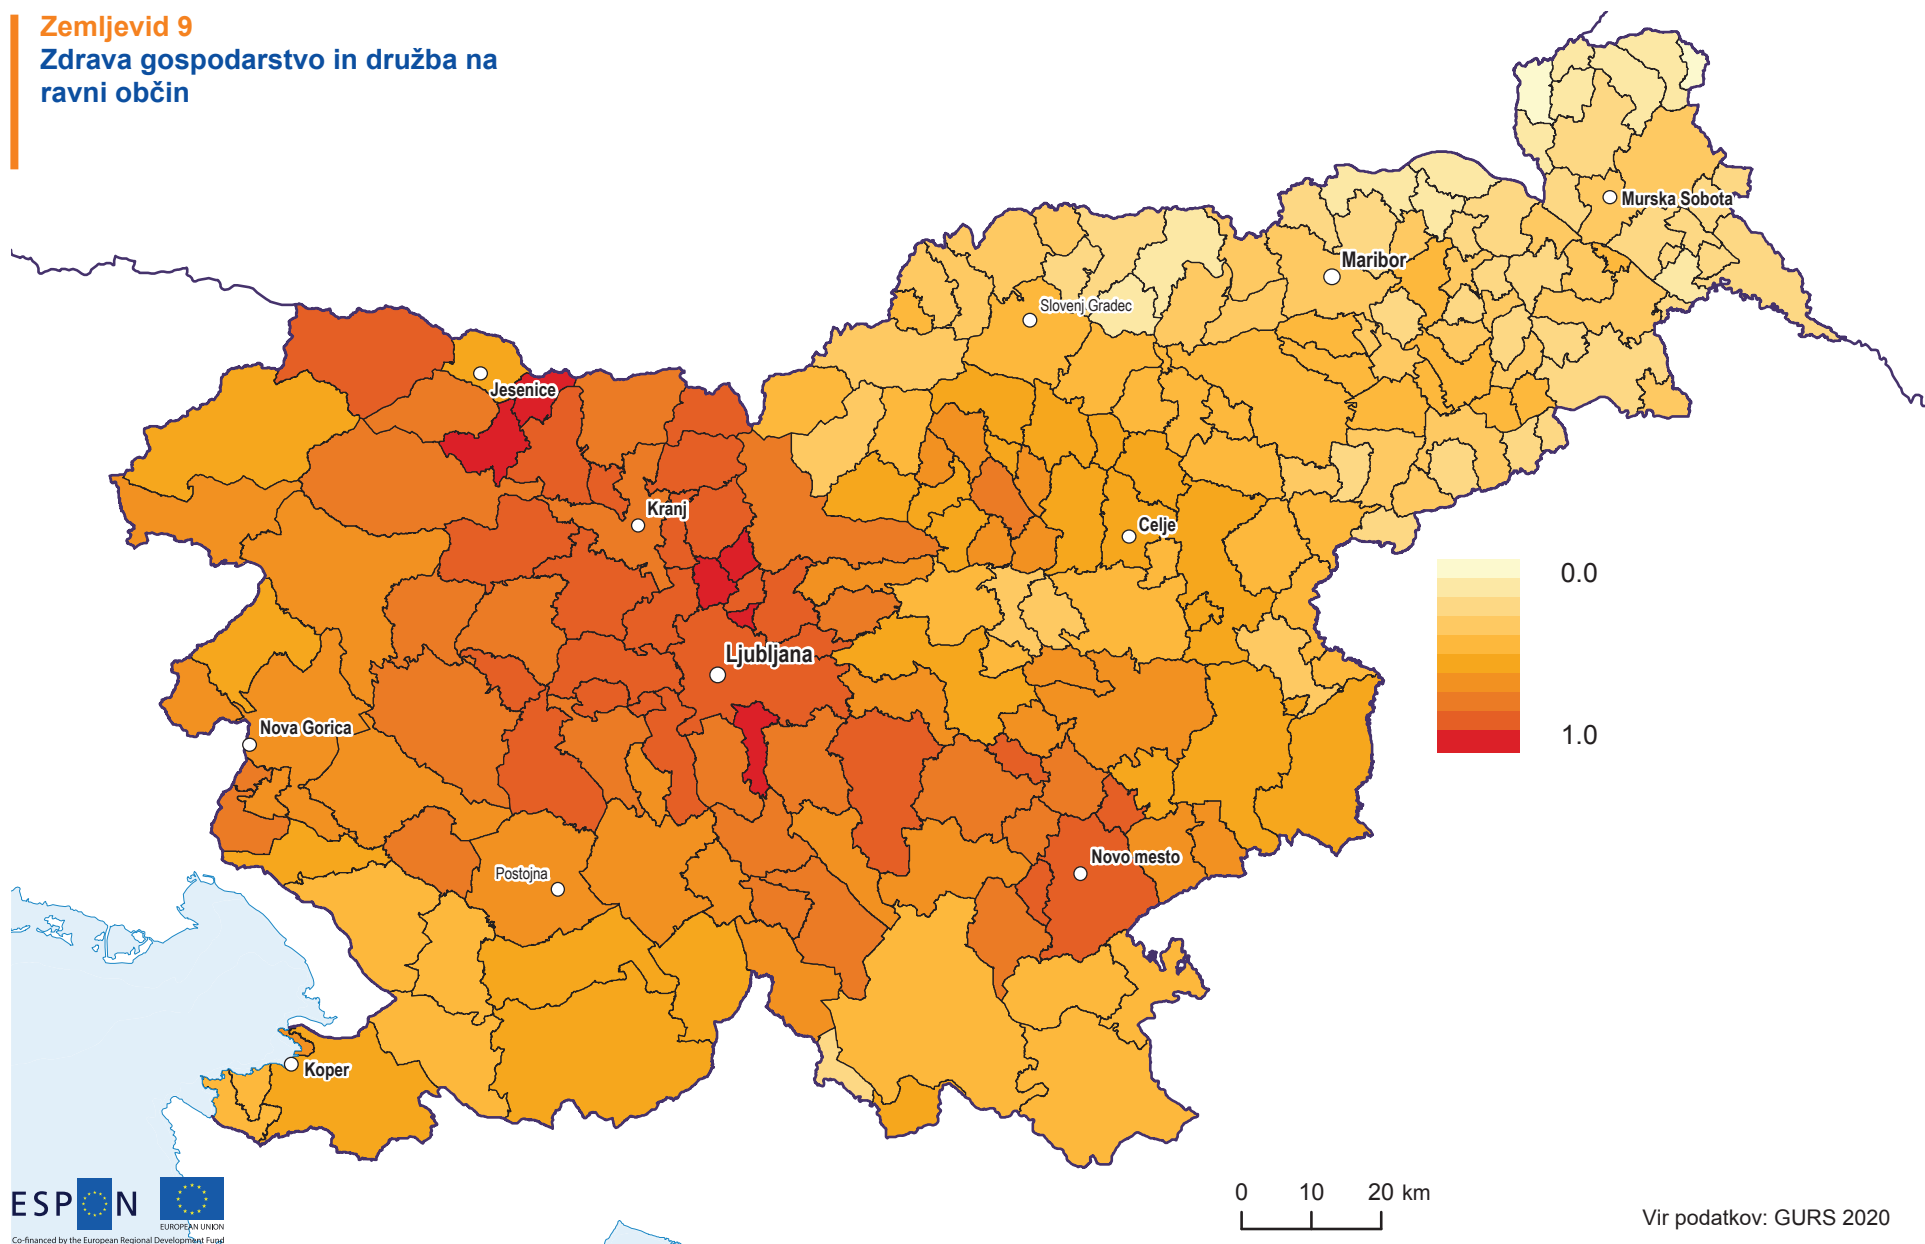 Zemljevid 9
Zdrava gospodarstvo in družba na
ravni občin
Murska Sobota
Maribor
Slovenj Gradec
Jesenice
Kranj
Celje
0.0
1.0
Ljubljana
Nova Gorica
Novo mesto
Postojna
Koper
0 10 20 km
Vir podatkov: GURS 2020
ESPON
EUROPEAN UNION
Co-financed by the European Regional Development Fund